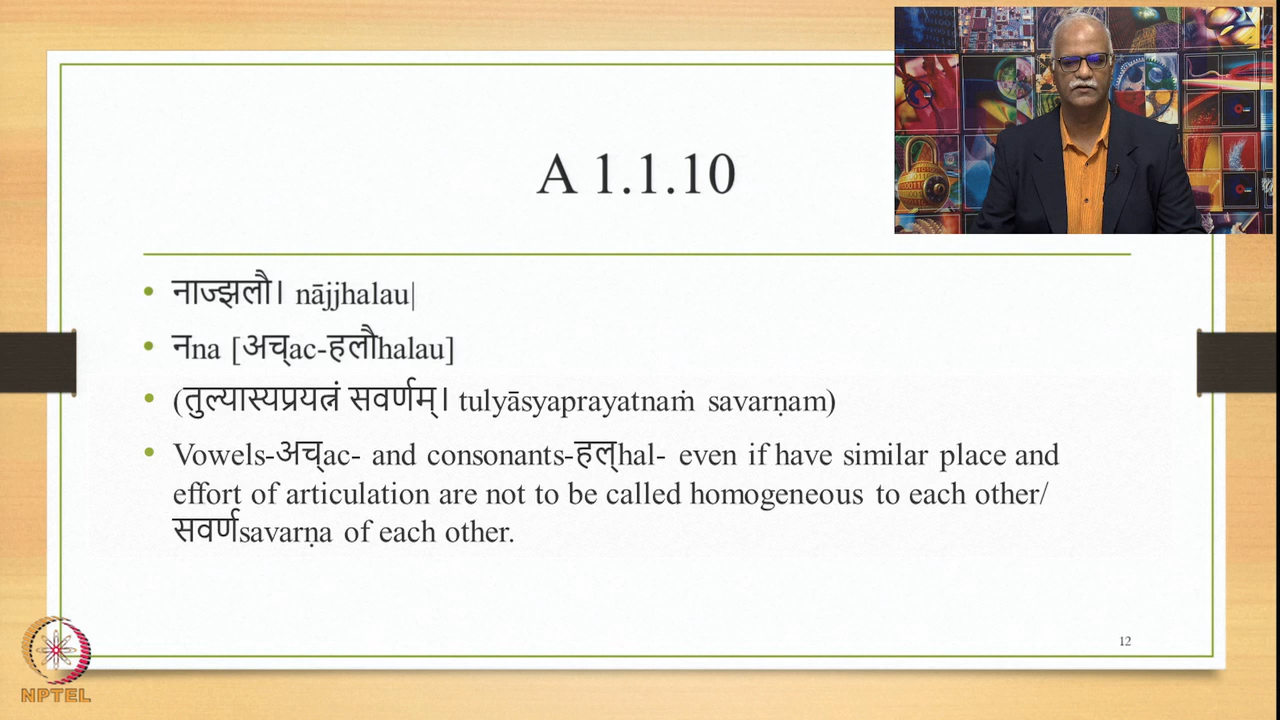 A 1.1.10
• नाज्झलौ। nājjhalau|
• नna [अच्ac-हलौhalau]
• (तुल्यास्यप्रयत्नं सवर्णम्। tulyāsyaprayatnaṁ savarṇam)
• Vowels-अच्ac- and consonants-हल्hal- even if have similar place and
effort of articulation are not to be called homogeneous to each other/
सवर्णsavarṇa of each other.
12
NPTEL